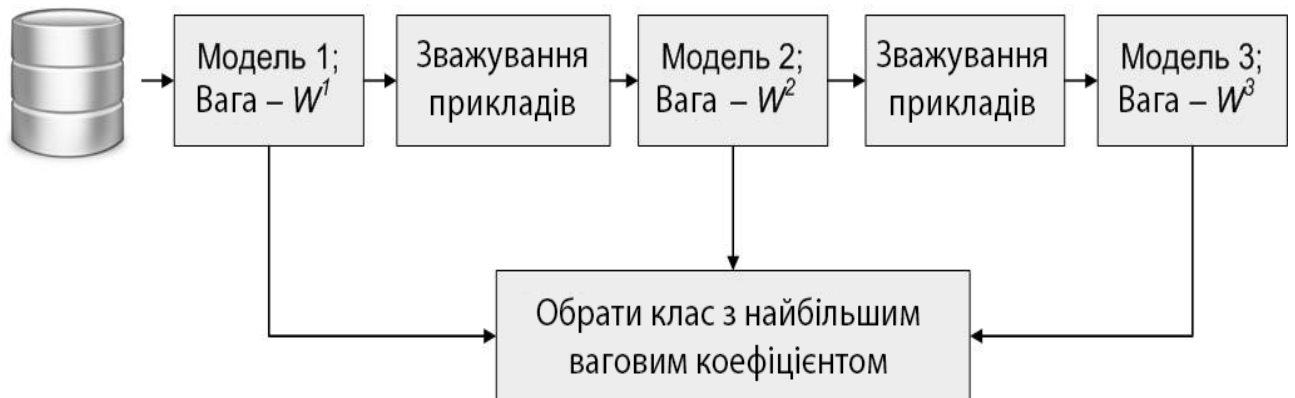 Модель 1;
Вага – W¹
Зважування
прикладів
Модель 2;
Вага – W²
Зважування
прикладів
Модель 3;
Вага – W³
Обрати клас з найбільшим
ваговим коефіцієнтом